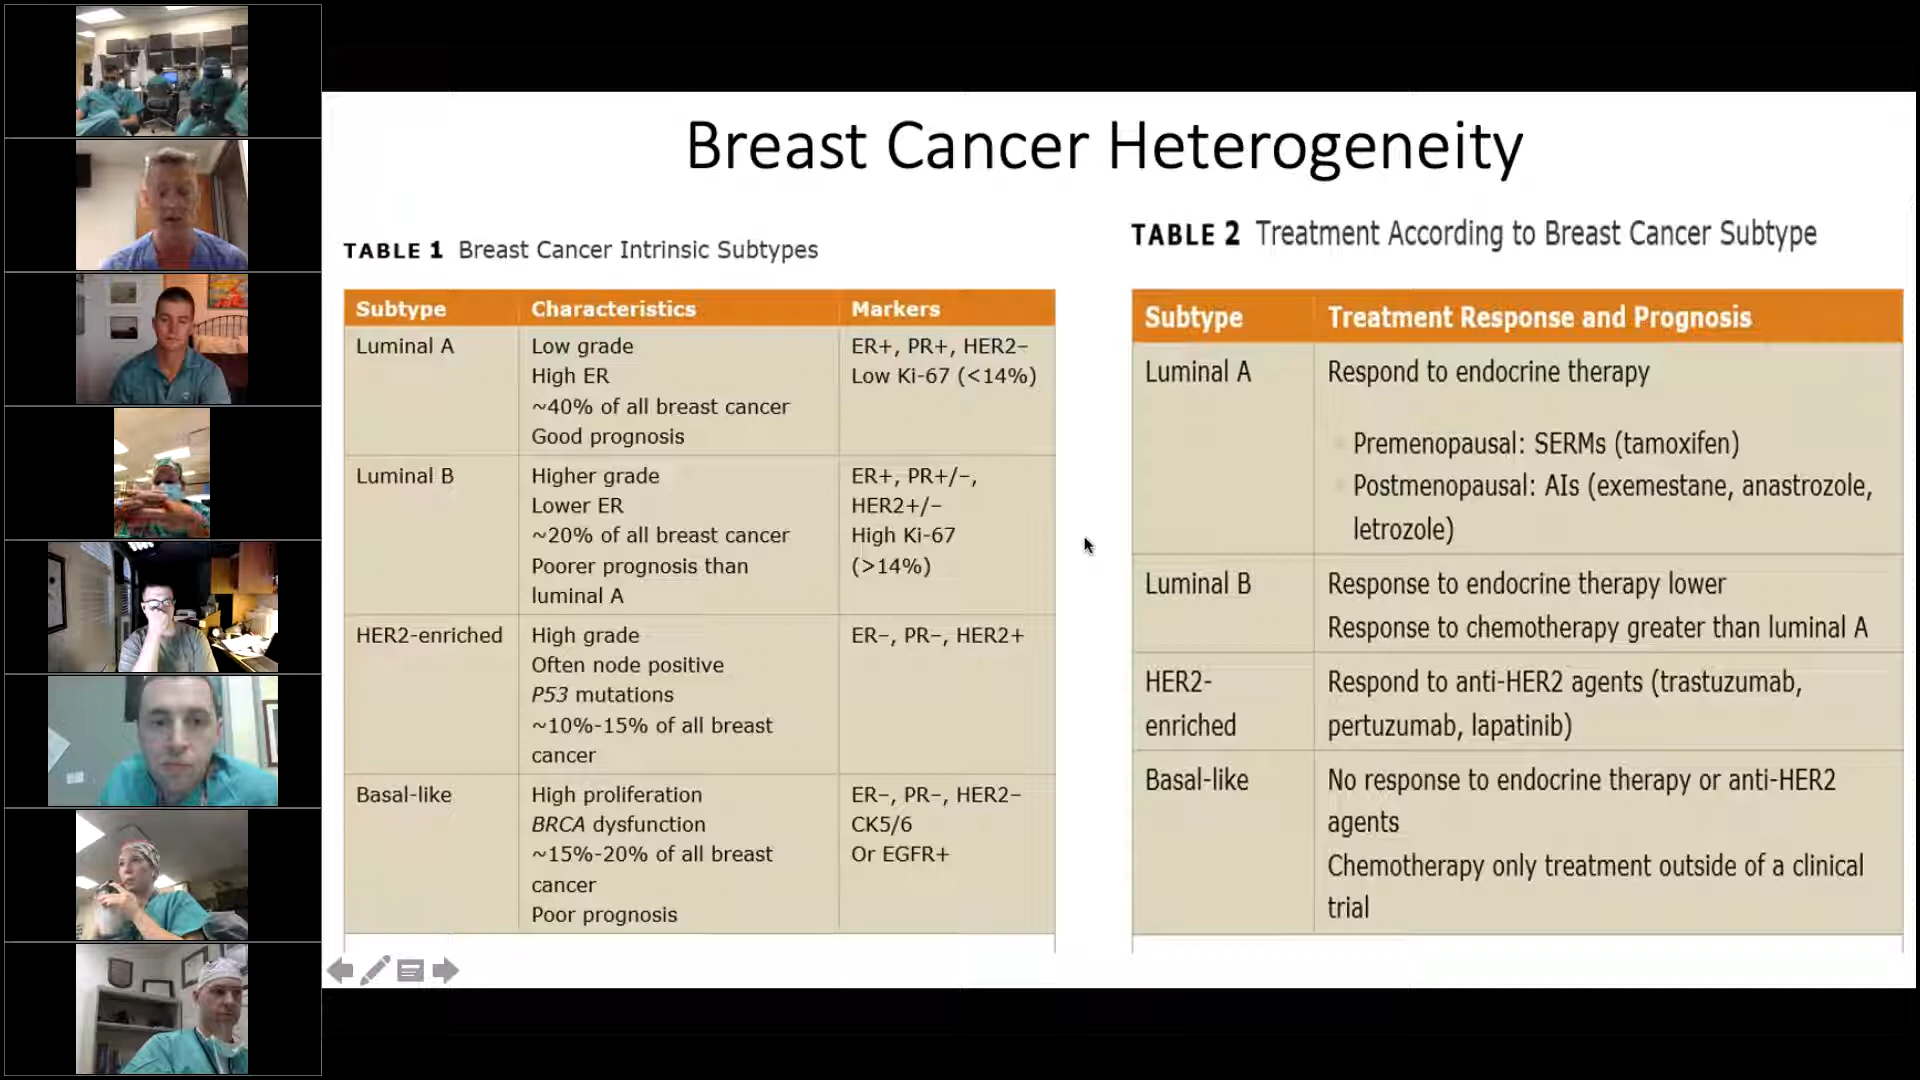 Breast Cancer Heterogeneity
TABLE 1 Breast Cancer Intrinsic Subtypes
Subtype Characteristics Markers
Luminal A Low grade ER+, PR+, HER2−
High ER Low Ki-67 (<14%)
~40% of all breast cancer
Good prognosis
Luminal B Higher grade ER+, PR+/−,
Lower ER HER2+/−
~20% of all breast cancer High Ki-67
Poorer prognosis than (>14%)
luminal A
HER2-enriched High grade ER−, PR−, HER2+
Often node positive
P53 mutations
~10%-15% of all breast
cancer
Basal-like High proliferation ER−, PR−, HER2−
BRCA dysfunction CK5/6
~15%-20% of all breast Or EGFR+
cancer
Poor prognosis
TABLE 2 Treatment According to Breast Cancer Subtype
Subtype Treatment Response and Prognosis
Luminal A Respond to endocrine therapy
Premenopausal: SERMs (tamoxifen)
Postmenopausal: AIs (exemestane, anastrozole,
letrozole)
Luminal B Response to endocrine therapy lower
Response to chemotherapy greater than luminal A
HER2- Respond to anti-HER2 agents (trastuzumab,
enriched pertuzumab, lapatinib)
Basal-like No response to endocrine therapy or anti-HER2
agents
Chemotherapy only treatment outside of a clinical
trial